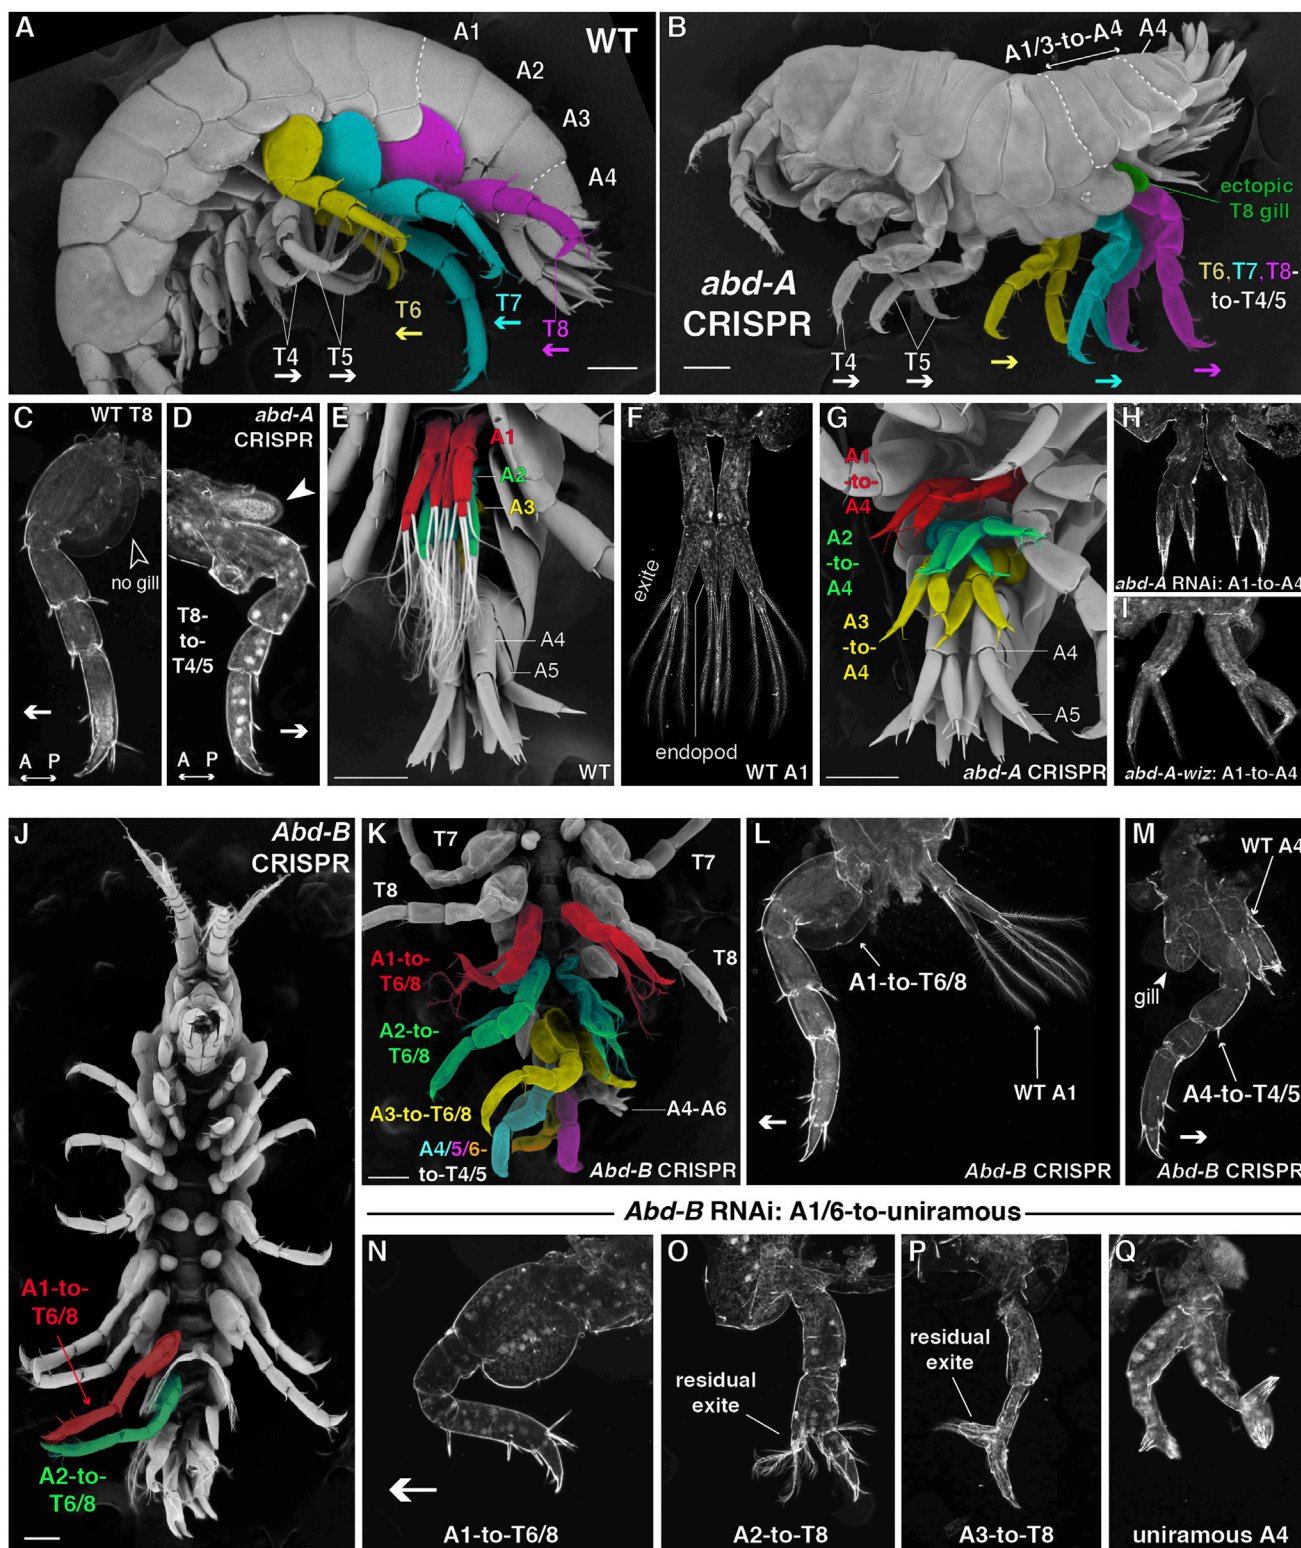 A
WT
A1
A2
A3
A4
T4
T5
T6
T7
T8
B
A1/3-to-A4
A4
ectopic
T8 gill
abd-A
CRISPR
T6,T7,T8-
to-T4/5
T4
T5
C
WT T8
no gill
A P
D
abd-A
CRISPR
T8-
to-
T4/5
A P
E
A1
A2
A3
A4
A5
WT
F
exite
endopod
WT A1
G
A1
-to-
A4
A2
-to-
A4
A3
-to-
A4
A4
A5
abd-A CRISPR
H
abd-A RNAi: A1-to-A4
I
abd-A-wiz: A1-to-A4
J
Abd-B
CRISPR
A1-to-
T6/8
A2-to-
T6/8
K
T7
T7
T8
T8
A1-to-
T6/8
A2-to-
T6/8
A3-to-T6/8
A4-A6
A4/5/6-
to-T4/5
Abd-B CRISPR
L
A1-to-T6/8
WT A1
Abd-B CRISPR
M
WT A4
gill
A4-to-T4/5
Abd-B CRISPR
Abd-B RNAi: A1/6-to-uniramous
N
A1-to-T6/8
O
residual
exite
A2-to-T8
P
residual
exite
A3-to-T8
Q
uniramous A4